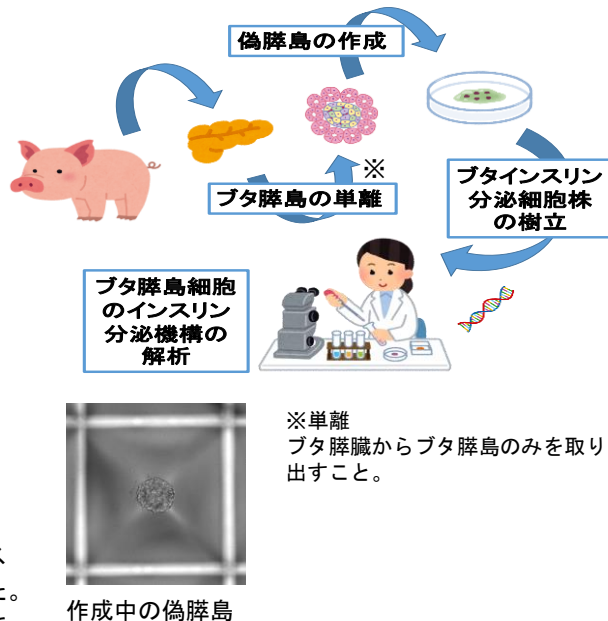 偽膵島の作成
※
ブタ膵島の単離
ブタインスリン
分泌細胞株
の樹立
ブタ膵島細胞
のインスリン
分泌機構の
解析
※単離
ブタ膵臓からブタ膵島のみを取り
出すこと。
。
作成中の偽膵島